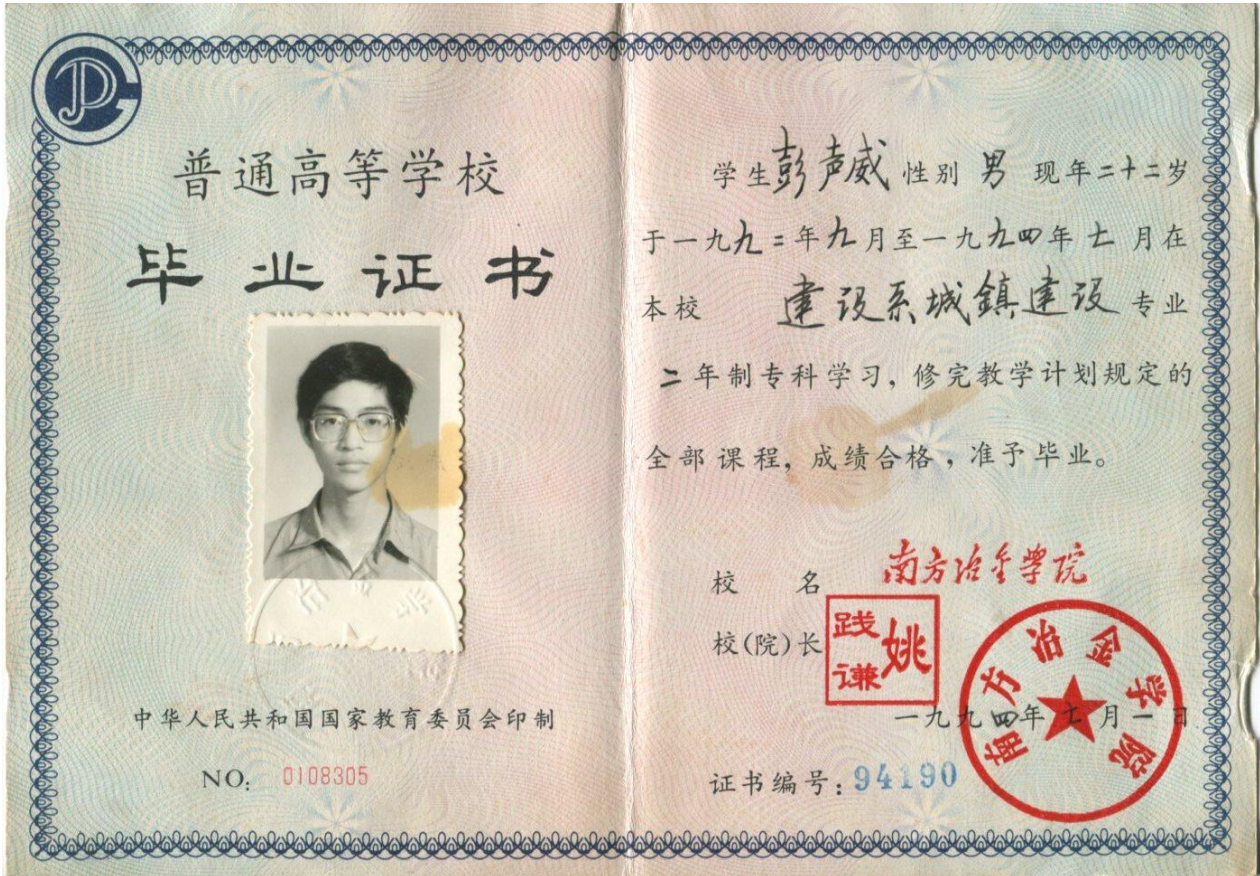 普通高等学校
毕业证书
中华人民共和国国家教育委员会印制
NO: 0108305
学生彭声威性别 男 现年二十二岁
于一九九二年九月至一九九四年七月在
本校 建设系城鎮建设专业
二年制专科学习,修完教学计划规定的
全部课程,成绩合格,准予毕业。
校 名 南方冶金学院
校(院)长 姚践谦
南方冶金学院
一九九四年七月一日
证书编号:94190